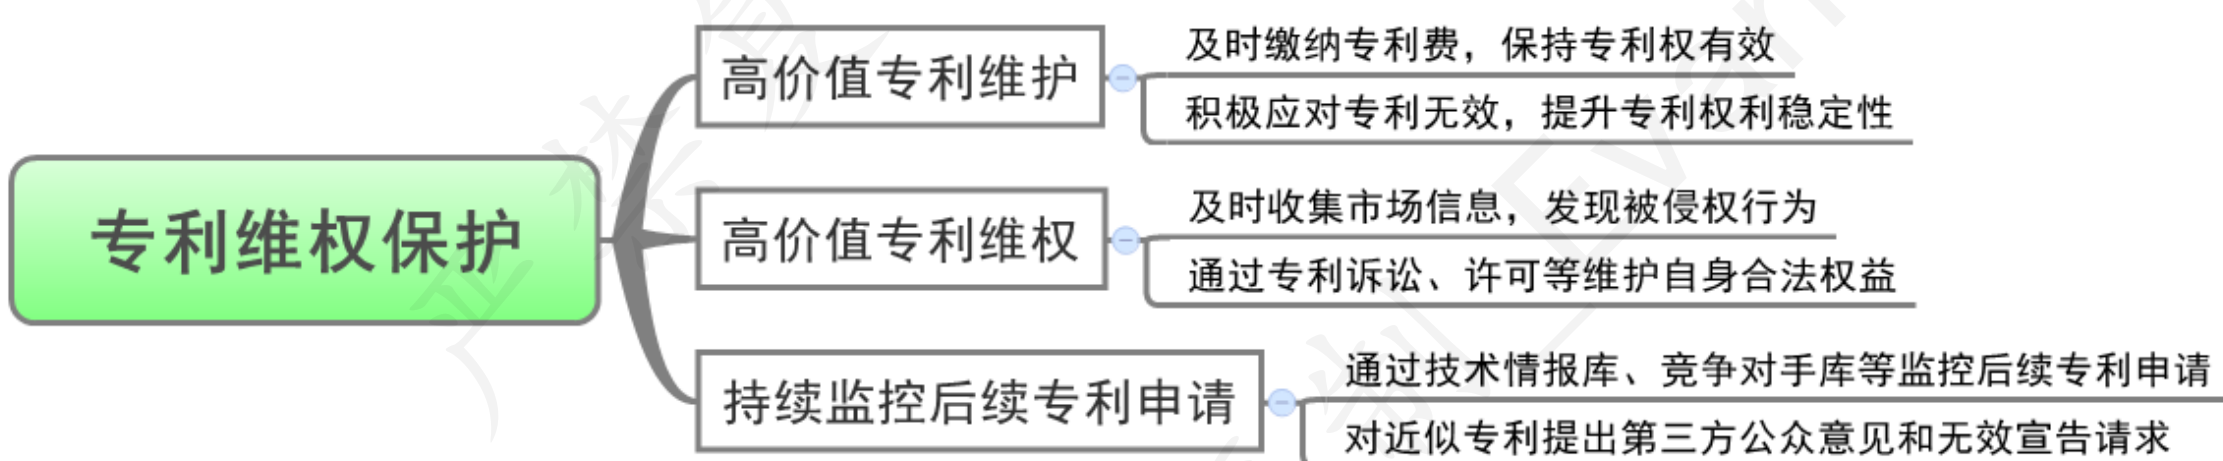 专利维权保护
高价值专利维护
及时缴纳专利费，保持专利权有效
积极应对专利无效，提升专利权利稳定性
高价值专利维权
及时收集市场信息，发现被侵权行为
通过专利诉讼、许可等维护自身合法权益
持续监控后续专利申请
通过技术情报库、竞争对手库等监控后续专利申请
对近似专利提出第三方公众意见和无效宣告请求